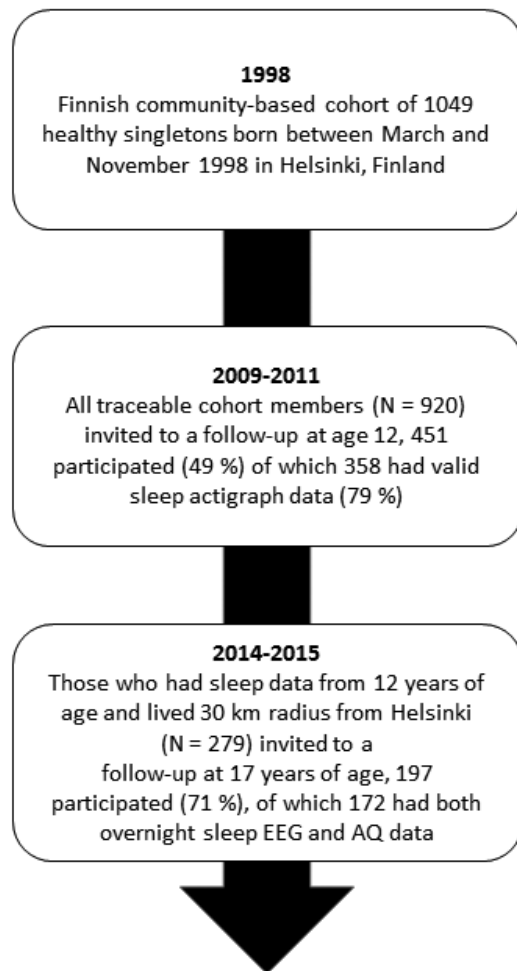 1998
Finnish community-based cohort of 1049
healthy singletons born between March and
November 1998 in Helsinki, Finland
2009-2011
All traceable cohort members (N = 920)
invited to a follow-up at age 12, 451
participated (49 %) of which 358 had valid
sleep actigraph data (79 %)
2014-2015
Those who had sleep data from 12 years of
age and lived 30 km radius from Helsinki
(N = 279) invited to a
follow-up at 17 years of age, 197
participated (71 %), of which 172 had both
overnight sleep EEG and AQ data